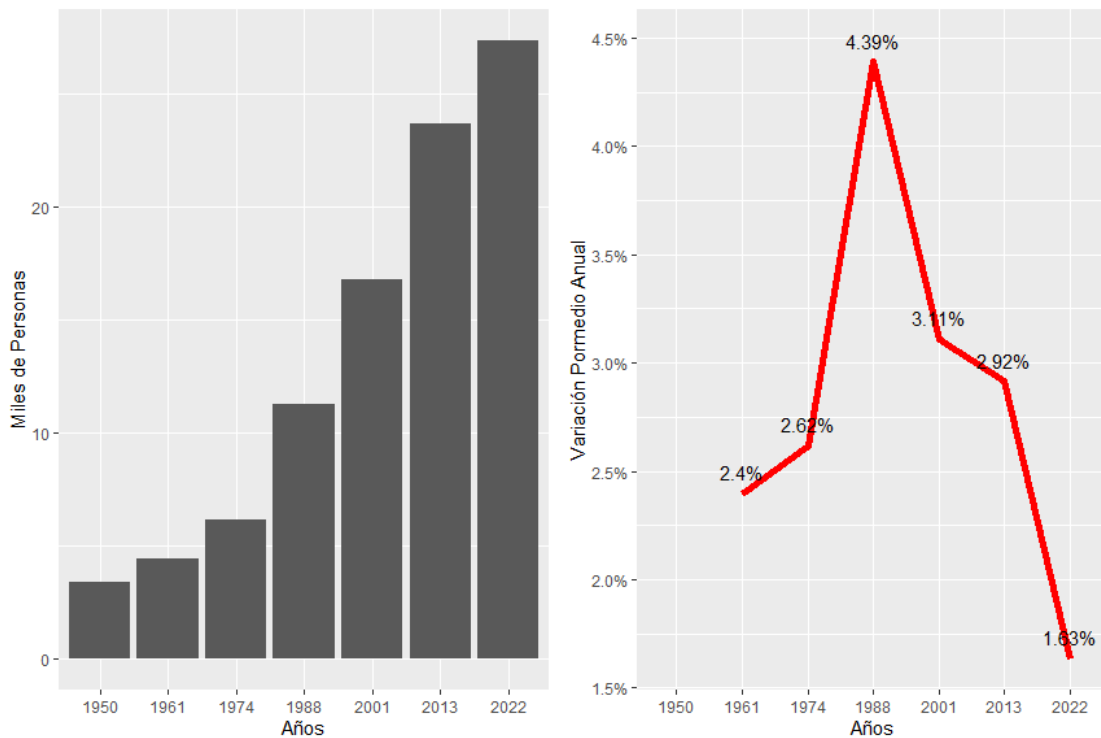 Miles de Personas
20
10
0
1950 1961 1974 1988 2001 2013 2022
Años
Variación Pormedio Anual
4.5%
4.0%
3.5%
3.0%
2.5%
2.0%
1.5%
4.39%
3.11%
2.92%
2.62%
2.4%
1.63%
1950 1961 1974 1988 2001 2013 2022
Años